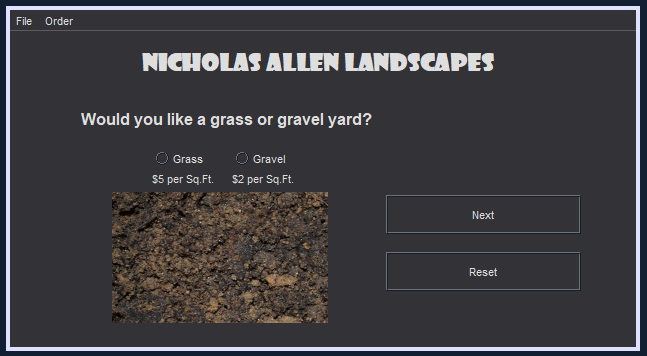 File Order
NICHOLAS ALLEN LANDSCAPES
Would you like a grass or gravel yard?
Grass Gravel
$5 per Sq.Ft. $2 per Sq.Ft.
Next
Reset